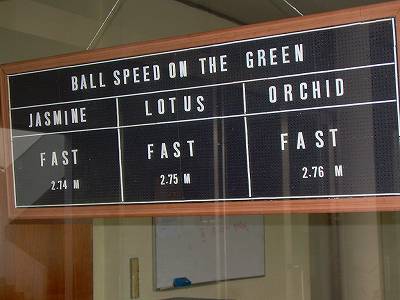 BALL SPEED ON THE GREEN
JASMINE LOTUS ORCHID
FAST FAST FAST
2.74 M 2.75 M 2.76 M